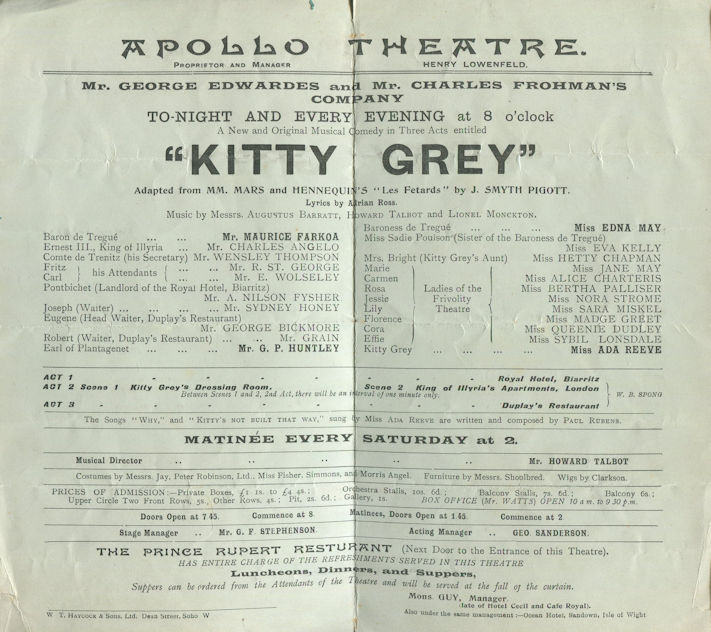 APOLLO THEATRE.
PROPRIETOR AND MANAGER HENRY LOWENFELD.
Mr. GEORGE EDWARDES and Mr. CHARLES FROHMAN'S
COMPANY
TO-NIGHT AND EVERY EVENING at 8 o'clock
A New and Original Musical Comedy in Three Acts entitled
"KITTY GREY"
Adapted from MM. MARS and HENNEQUIN'S "Les Fetards" by J. SMYTH PIGOTT.
Lyrics by Adrian Ross.
Music by Messrs. AUGUSTUS BARRATT, HOWARD TALBOT and LIONEL MONCKTON.
Baron de Tregué ... ... Mr. MAURICE FARKOA
Ernest III., King of Illyria ... Mr. CHARLES ANGELO
Comte de Trenitz (his Secretary) Mr. WENSLEY THOMPSON
Fritz } his Attendants { ... ... Mr. R. ST. GEORGE
Carl ... ... Mr. E. WOLSELEY
Pontbichet (Landlord of the Royal Hotel, Biarritz)
Mr. A. NILSON FYSHER
Joseph (Waiter) ... ... ... Mr. SYDNEY HONEY
Eugene (Head Waiter, Duplay's Restaurant)
Mr. GEORGE BICKMORE
Robert (Waiter, Duplay's Restaurant) ... ... Mr. GRAIN
Earl of Plantagenet ... ... ... Mr. G. P. HUNTLEY
Baroness de Tregué ... ... ... Miss EDNA MAY
Miss Sadie Pouison (Sister of the Baroness de Tregué)
Miss EVA KELLY
Mrs. Bright (Kitty Grey's Aunt) Miss HETTY CHAPMAN
Marie Miss JANE MAY
Carmen Miss ALICE CHARTERIS
Rosa Ladies of the Miss BERTHA PALLISER
Jessie Frivolity Miss NORA STROME
Lily Theatre Miss SARA MISKEL
Florence Miss MADGE GREET
Cora Miss QUEENIE DUDLEY
Effie Miss SYBIL LONSDALE
Kitty Grey ... ... ... ... Miss ADA REEVE
ACT 1 - - - - - - - - Royal Hotel, Biarritz
ACT 2 Scene 1 Kitty Grey's Dressing Room. Scene 2 King of Illyria's Apartments, London
Between Scenes 1 and 2, 2nd Act, there will be an interval of one minute only. W. B. SPONG
ACT 3 - - - - - - - - Duplay's Restaurant
The Songs "WHY," and "KITTY'S NOT BUILT THAT WAY," sung by Miss ADA REEVE are written and composed by PAUL RUBENS.
MATINÉE EVERY SATURDAY at 2.
Musical Director .. .. .. .. .. Mr. HOWARD TALBOT
Costumes by Messrs. Jay, Peter Robinson, Ltd., Miss Fisher, Simmons, and Morris Angel. Furniture by Messrs. Shoolbred. Wigs by Clarkson.
PRICES OF ADMISSION:—Private Boxes, £1 1s. to £4 4s.; Orchestra Stalls, 10s. 6d.; Balcony Stalls, 7s. 6d.; Balcony 6s.;
Upper Circle Two Front Rows, 5s., Other Rows, 4s.; Pit, 2s. 6d.; Gallery, 1s. BOX OFFICE (Mr. WATTS) OPEN 10 a.m. to 9 30 p.m.
Doors Open at 7 45. Commence at 8. Matinees, Doors Open at 1.45. Commence at 2
Stage Manager .. Mr. G. F. STEPHENSON. Acting Manager .. GEO. SANDERSON.
THE PRINCE RUPERT RESTURANT (Next Door to the Entrance of this Theatre).
HAS ENTIRE CHARGE OF THE REFRESHMENTS SERVED IN THIS THEATRE
Luncheons, Dinners, and Suppers,
Suppers can be ordered from the Attendants of the Theatre and will be served at the fall of the curtain.
Mons. GUY, Manager.
(late of Hotel Cecil and Cafe Royal).
Also under the same management:—Ocean Hotel, Sandown, Isle of Wight
W T. HAYCOCK & SONS, Ltd. Dean Street, Soho W